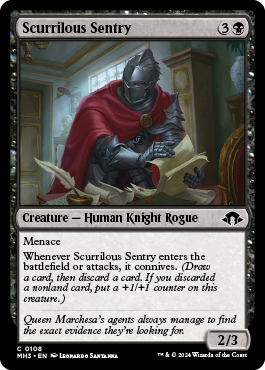 Scurrilous Sentry 3
Creature — Human Knight Rogue
Menace
Whenever Scurrilous Sentry enters the
battlefield or attacks, it connives. (Draw
a card, then discard a card. If you discarded
a nonland card, put a +1/+1 counter on this
creature.)
Queen Marchesa's agents always manage to find
the exact evidence they're looking for.
2/3
C 0108
MH3 • EN Leonardo Santanna
™ & © 2024 Wizards of the Coast